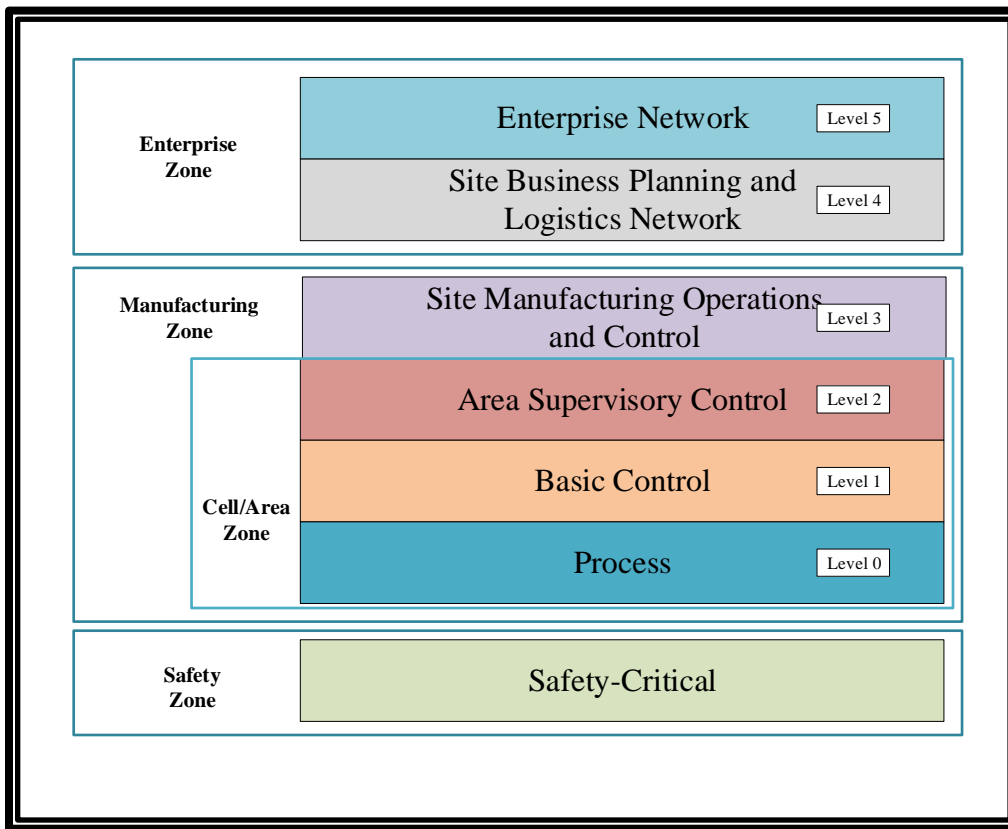 Enterprise
Zone
Enterprise Network
Level 5
Site Business Planning and
Logistics Network
Level 4
Manufacturing
Zone
Site Manufacturing Operations
and Control
Level 3
Cell/Area
Zone
Area Supervisory Control
Level 2
Basic Control
Level 1
Process
Level 0
Safety
Zone
Safety-Critical